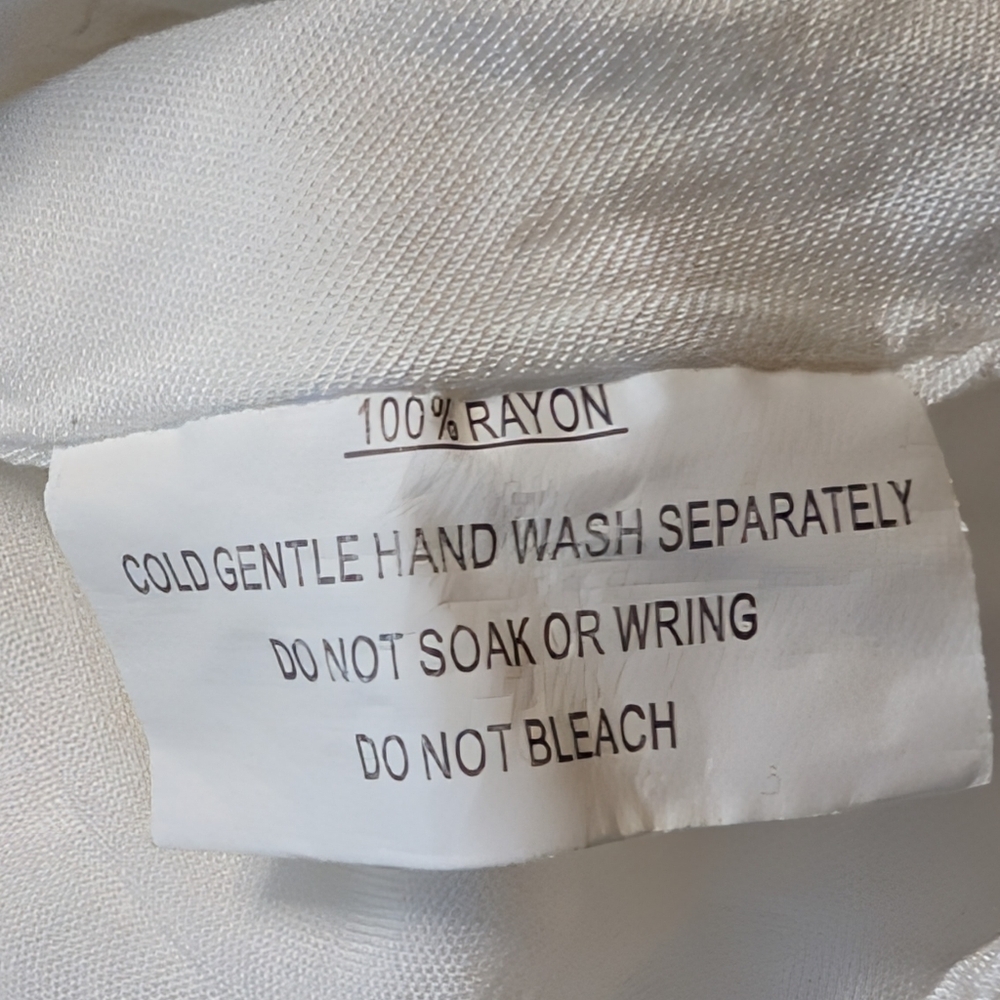 100% RAYON
COLD GENTLE HAND WASH SEPARATELY
DO NOT SOAK OR WRING
DO NOT BLEACH